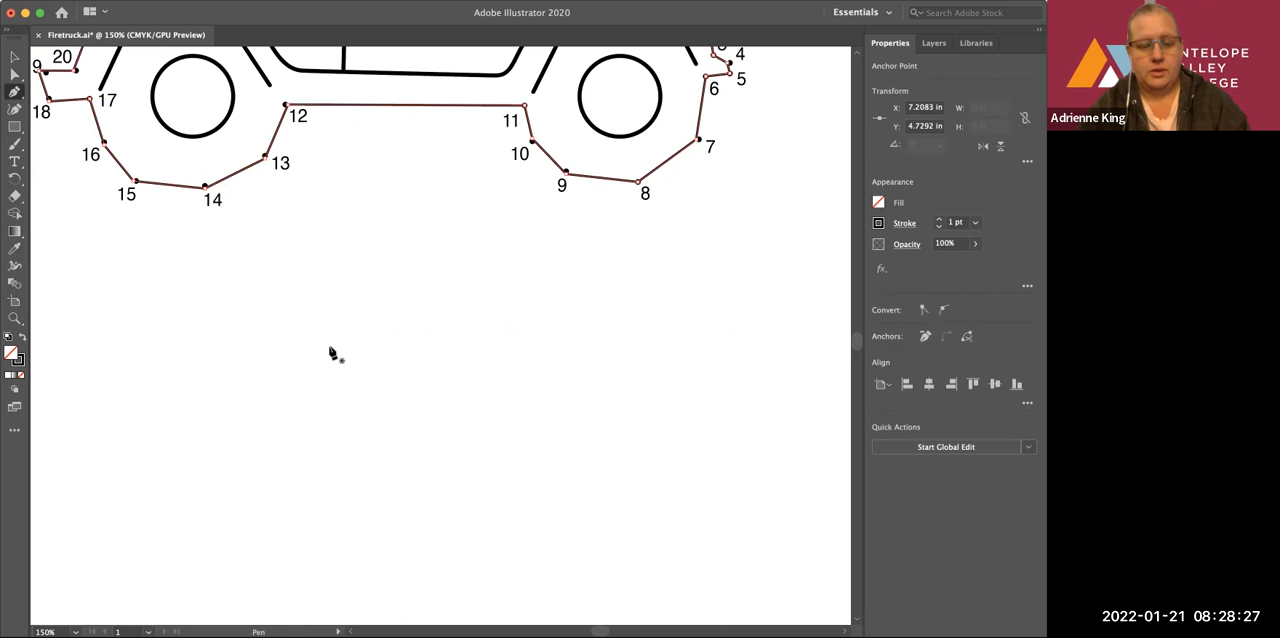 Adobe Illustrator 2020
Essentials
Search Adobe Stock
Firetruck.ai* @ 150% (CMYK/GPU Preview)
Properties
Layers
Libraries
Anchor Point
Transform
X:
7.2083 in
W:
Y:
4.7292 in
H:
Appearance
Fill
Stroke
1 pt
Opacity
100%
Convert:
Anchors:
Align
Quick Actions
Start Global Edit
ANTELOPE
VALLEY
COLLEGE
Adrienne King
20
4
9
5
6
18
17
12
11
16
13
10
7
15
14
9
8
150%
1
Pen
2022-01-21 08:28:27